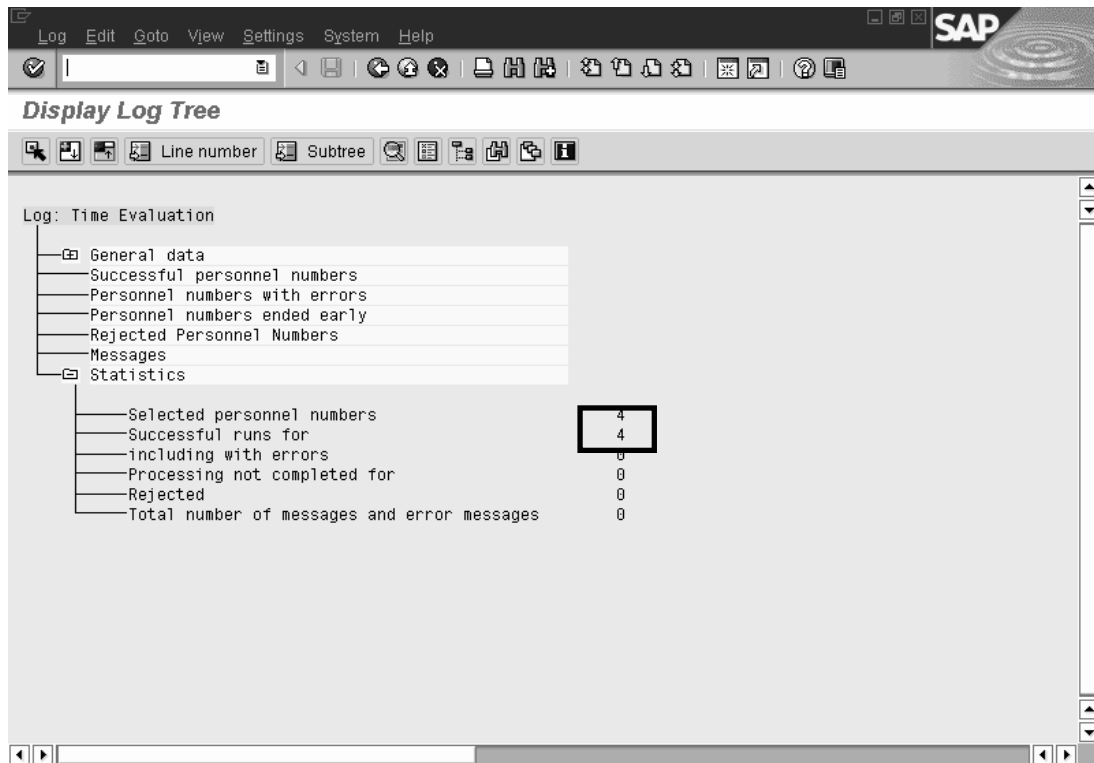 Log Edit Goto View Settings System Help
SAP
Display Log Tree
Line number Subtree
Log: Time Evaluation
General data
Successful personnel numbers
Personnel numbers with errors
Personnel numbers ended early
Rejected Personnel Numbers
Messages
Statistics
Selected personnel numbers 4
Successful runs for 4
including with errors 0
Processing not completed for 0
Rejected 0
Total number of messages and error messages 0